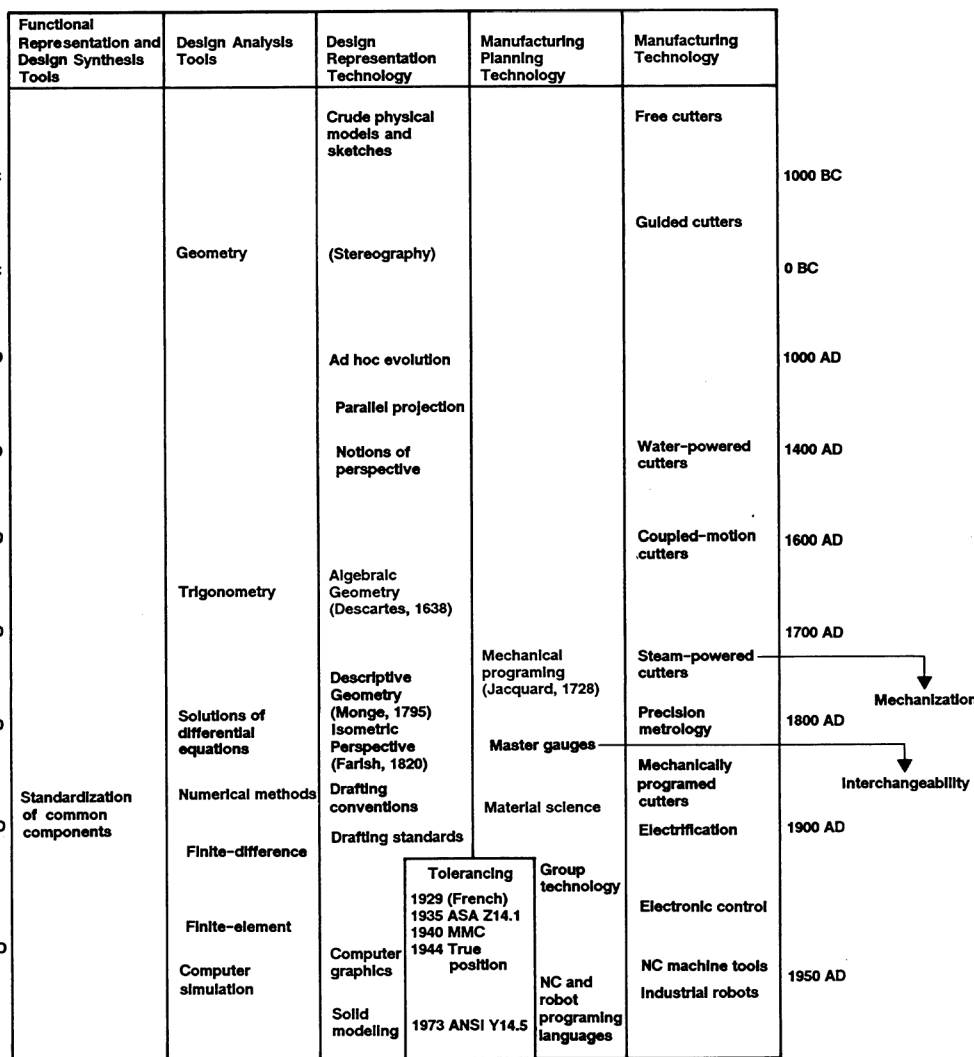 Functional
Representation and
Design Synthesis
Tools
Design Analysis
Tools
Design
Representation
Technology
Manufacturing
Planning
Technology
Manufacturing
Technology
Crude physical
models and
sketches
Free cutters
1000 BC
Guided cutters
Geometry
(Stereography)
0 BC
Ad hoc evolution
1000 AD
Parallel projection
Notions of
perspective
Water-powered
cutters
1400 AD
Coupled-motion
cutters
1600 AD
Trigonometry
Algebraic
Geometry
(Descartes, 1638)
1700 AD
Mechanical
programing
(Jacquard, 1728)
Steam-powered
cutters
Mechanization
Descriptive
Geometry
(Monge, 1795)
Isometric
Perspective
(Farish, 1820)
Solutions of
differential
equations
Precision
metrology
1800 AD
Master gauges
Interchangeability
Mechanically
programed
cutters
Standardization
of common
components
Numerical methods
Drafting
conventions
Material science
Drafting standards
Electrification
1900 AD
Finite-difference
Tolerancing
1929 (French)
1935 ASA Z14.1
1940 MMC
1944 True
position
1973 ANSI Y14.5
Group
technology
Electronic control
Finite-element
Computer
graphics
Computer
simulation
NC machine tools
1950 AD
Industrial robots
NC and
robot
programing
languages
Solid
modeling